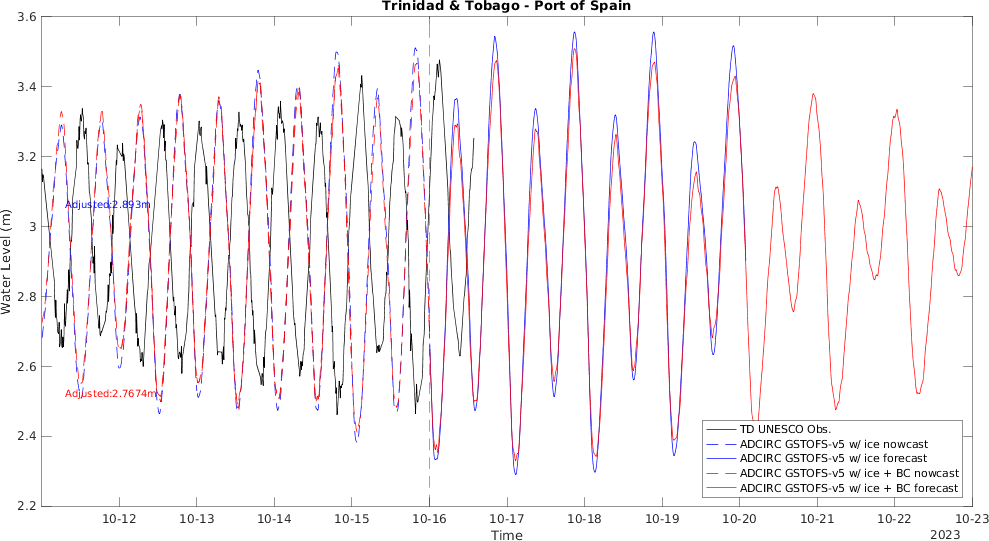 Trinidad & Tobago - Port of Spain
3.6
3.4
3.2
3
2.8
2.6
2.4
2.2
Water Level (m)
Adjusted:2.893m
Adjusted:2.7674m
TD UNESCO Obs.
ADCIRC GSTOFS-v5 w/ ice nowcast
ADCIRC GSTOFS-v5 w/ ice forecast
ADCIRC GSTOFS-v5 w/ ice + BC nowcast
ADCIRC GSTOFS-v5 w/ ice + BC forecast
10-12 10-13 10-14 10-15 10-16 10-17 10-18 10-19 10-20 10-21 10-22 10-23
Time
2023